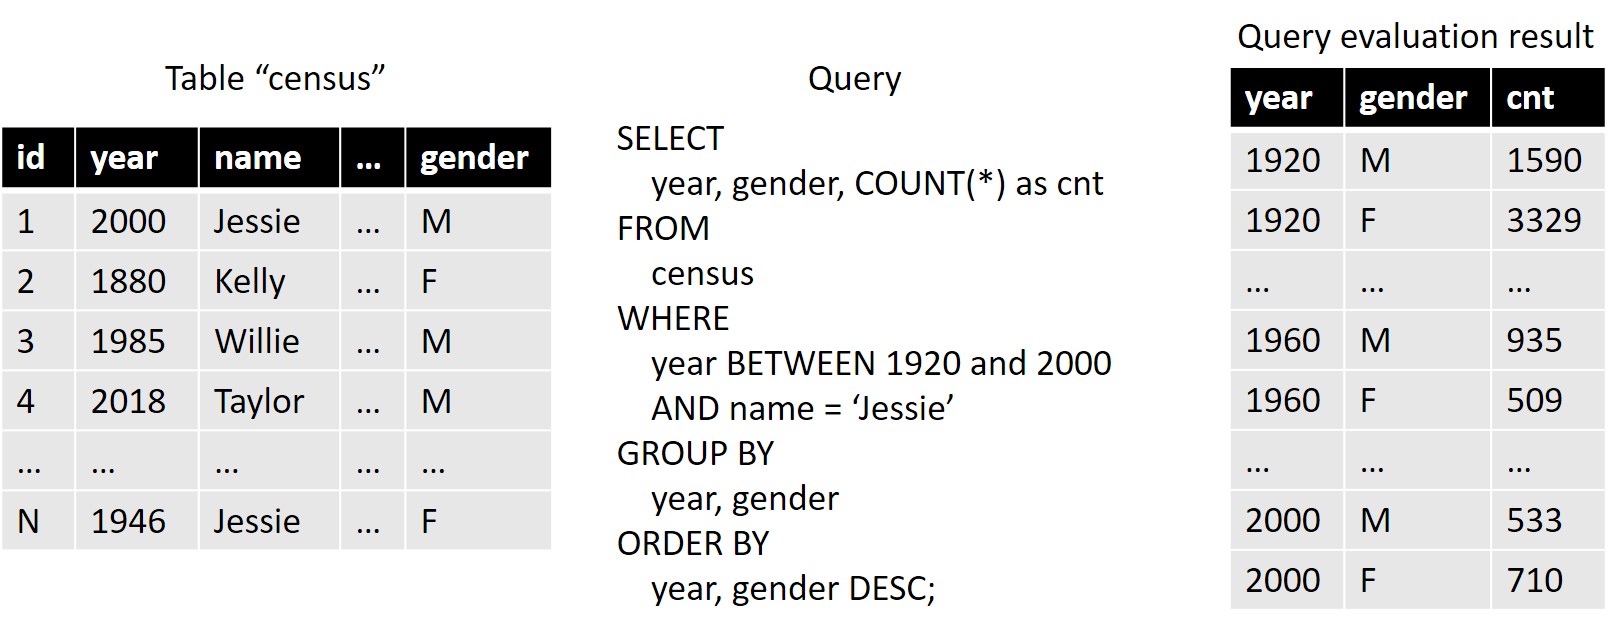 Table “census”
id year name ... gender
1 2000 Jessie ... M
2 1880 Kelly ... F
3 1985 Willie ... M
4 2018 Taylor ... M
... ... ... ... ...
N 1946 Jessie ... F
Query
SELECT
year, gender, COUNT(*) as cnt
FROM
census
WHERE
year BETWEEN 1920 and 2000
AND name = ‘Jessie’
GROUP BY
year, gender
ORDER BY
year, gender DESC;
Query evaluation result
year gender cnt
1920 M 1590
1920 F 3329
... ... ...
1960 M 935
1960 F 509
... ... ...
2000 M 533
2000 F 710